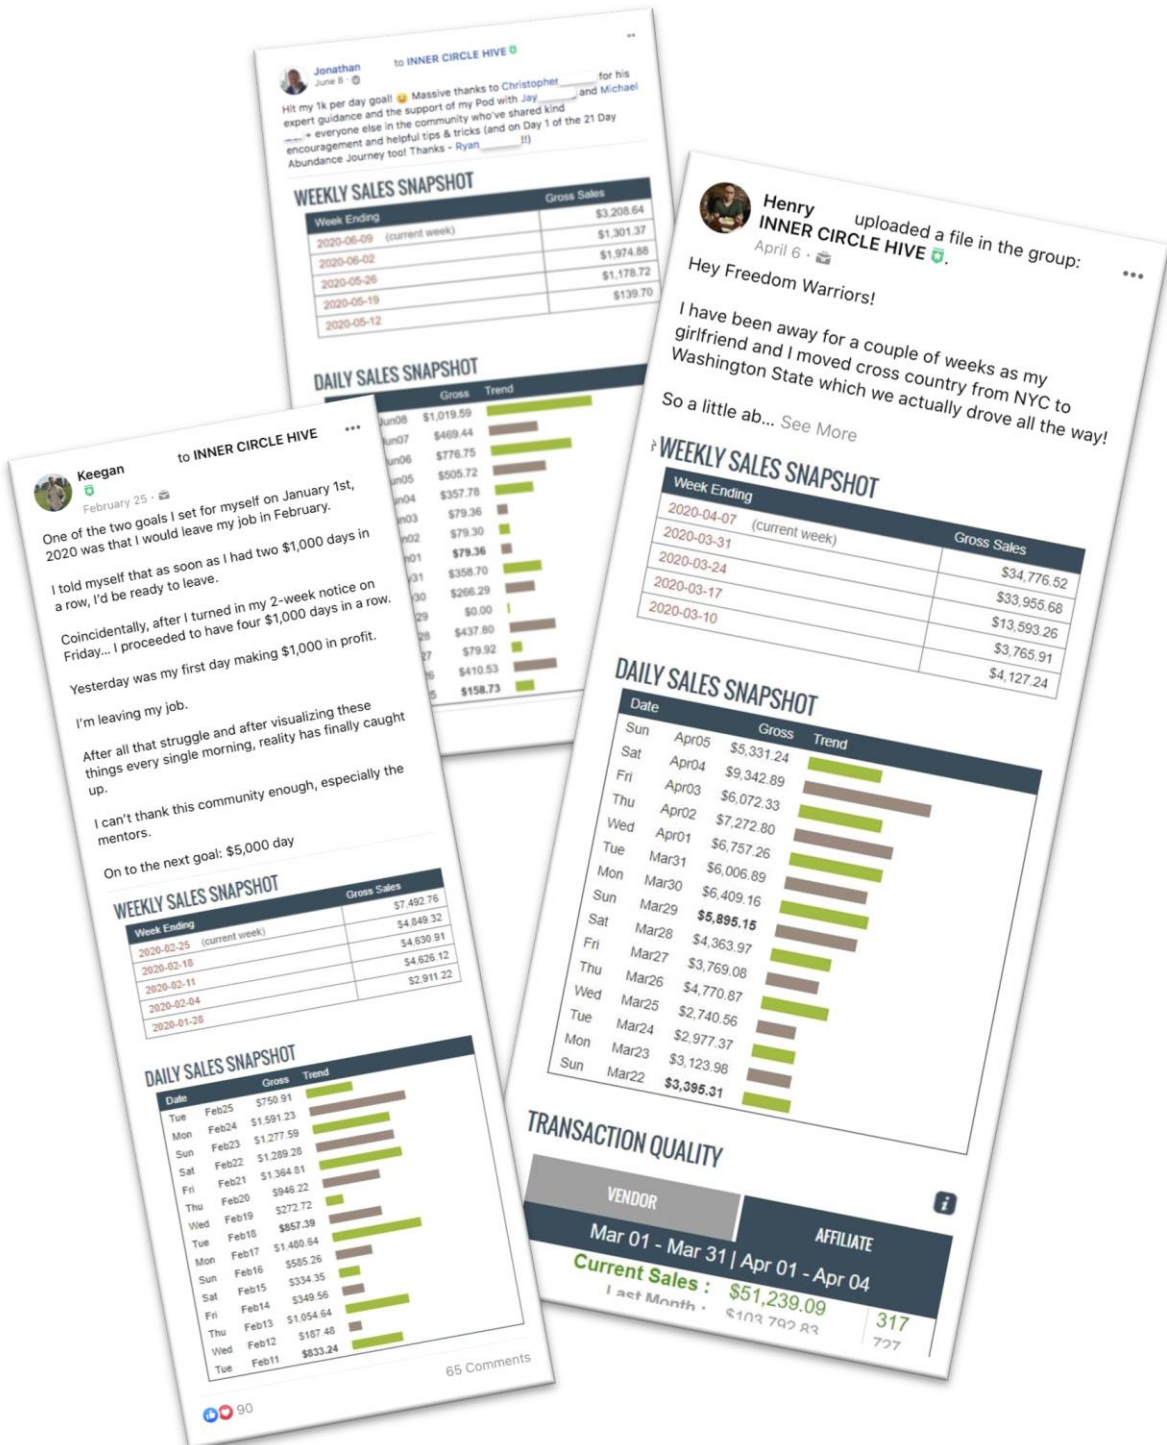 Jonathan to INNER CIRCLE HIVE
June 8 ·
Hit my 1k per day goal! Massive thanks to Christopher for his
expert guidance and the support of my Pod with Jay and Michael
+ everyone else in the community who've shared kind
encouragement and helpful tips & tricks (and on Day 1 of the 21 Day
Abundance Journey too! Thanks - Ryan !!)
WEEKLY SALES SNAPSHOT
Week Ending Gross Sales
2020-06-09 (current week) $3,208.64
2020-06-02 $1,301.37
2020-05-26 $1,974.88
2020-05-19 $1,178.72
2020-05-12 $139.70
DAILY SALES SNAPSHOT
Gross Trend
Jun08 $1,019.59
un07 $469.44
un06 $776.75
un05 $505.72
un04 $357.78
n03 $79.36
n02 $79.30
n01 $79.36
/31 $358.70
30 $266.29
29 $0.00
28 $437.80
27 $79.92
6 $410.53
5 $158.73
Henry uploaded a file in the group:
INNER CIRCLE HIVE.
April 6 ·
Hey Freedom Warriors!
I have been away for a couple of weeks as my
girlfriend and I moved cross country from NYC to
Washington State which we actually drove all the way!
So a little ab... See More
WEEKLY SALES SNAPSHOT
Week Ending Gross Sales
2020-04-07 (current week) $34,776.52
2020-03-31 $33,955.68
2020-03-24 $13,593.26
2020-03-17 $3,765.91
2020-03-10 $4,127.24
DAILY SALES SNAPSHOT
Date Gross Trend
Sun Apr05 $5,331.24
Sat Apr04 $9,342.89
Fri Apr03 $6,072.33
Thu Apr02 $7,272.80
Wed Apr01 $6,757.26
Tue Mar31 $6,006.89
Mon Mar30 $6,409.16
Sun Mar29 $5,895.15
Sat Mar28 $4,363.97
Fri Mar27 $3,769.08
Thu Mar26 $4,770.87
Wed Mar25 $2,740.56
Tue Mar24 $2,977.37
Mon Mar23 $3,123.98
Sun Mar22 $3,395.31
TRANSACTION QUALITY
VENDOR AFFILIATE
Mar 01 - Mar 31 | Apr 01 - Apr 04
Current Sales : $51,239.09 317
Last Month : $103,792.83 727
Keegan to INNER CIRCLE HIVE
February 25 ·
One of the two goals I set for myself on January 1st,
2020 was that I would leave my job in February.
I told myself that as soon as I had two $1,000 days in
a row, I'd be ready to leave.
Coincidentally, after I turned in my 2-week notice on
Friday... I proceeded to have four $1,000 days in a row.
Yesterday was my first day making $1,000 in profit.
I'm leaving my job.
After all that struggle and after visualizing these
things every single morning, reality has finally caught
up.
I can't thank this community enough, especially the
mentors.
On to the next goal: $5,000 day
WEEKLY SALES SNAPSHOT
Week Ending Gross Sales
2020-02-25 (current week) $7,492.76
2020-02-18 $4,849.32
2020-02-11 $4,630.91
2020-02-04 $4,626.12
2020-01-28 $2,911.22
DAILY SALES SNAPSHOT
Date Gross Trend
Tue Feb25 $750.91
Mon Feb24 $1,591.23
Sun Feb23 $1,277.59
Sat Feb22 $1,289.28
Fri Feb21 $1,364.81
Thu Feb20 $946.22
Wed Feb19 $272.72
Tue Feb18 $857.39
Mon Feb17 $1,480.64
Sun Feb16 $585.26
Sat Feb15 $334.35
Fri Feb14 $349.56
Thu Feb13 $1,054.64
Wed Feb12 $187.48
Tue Feb11 $833.24
65 Comments
90